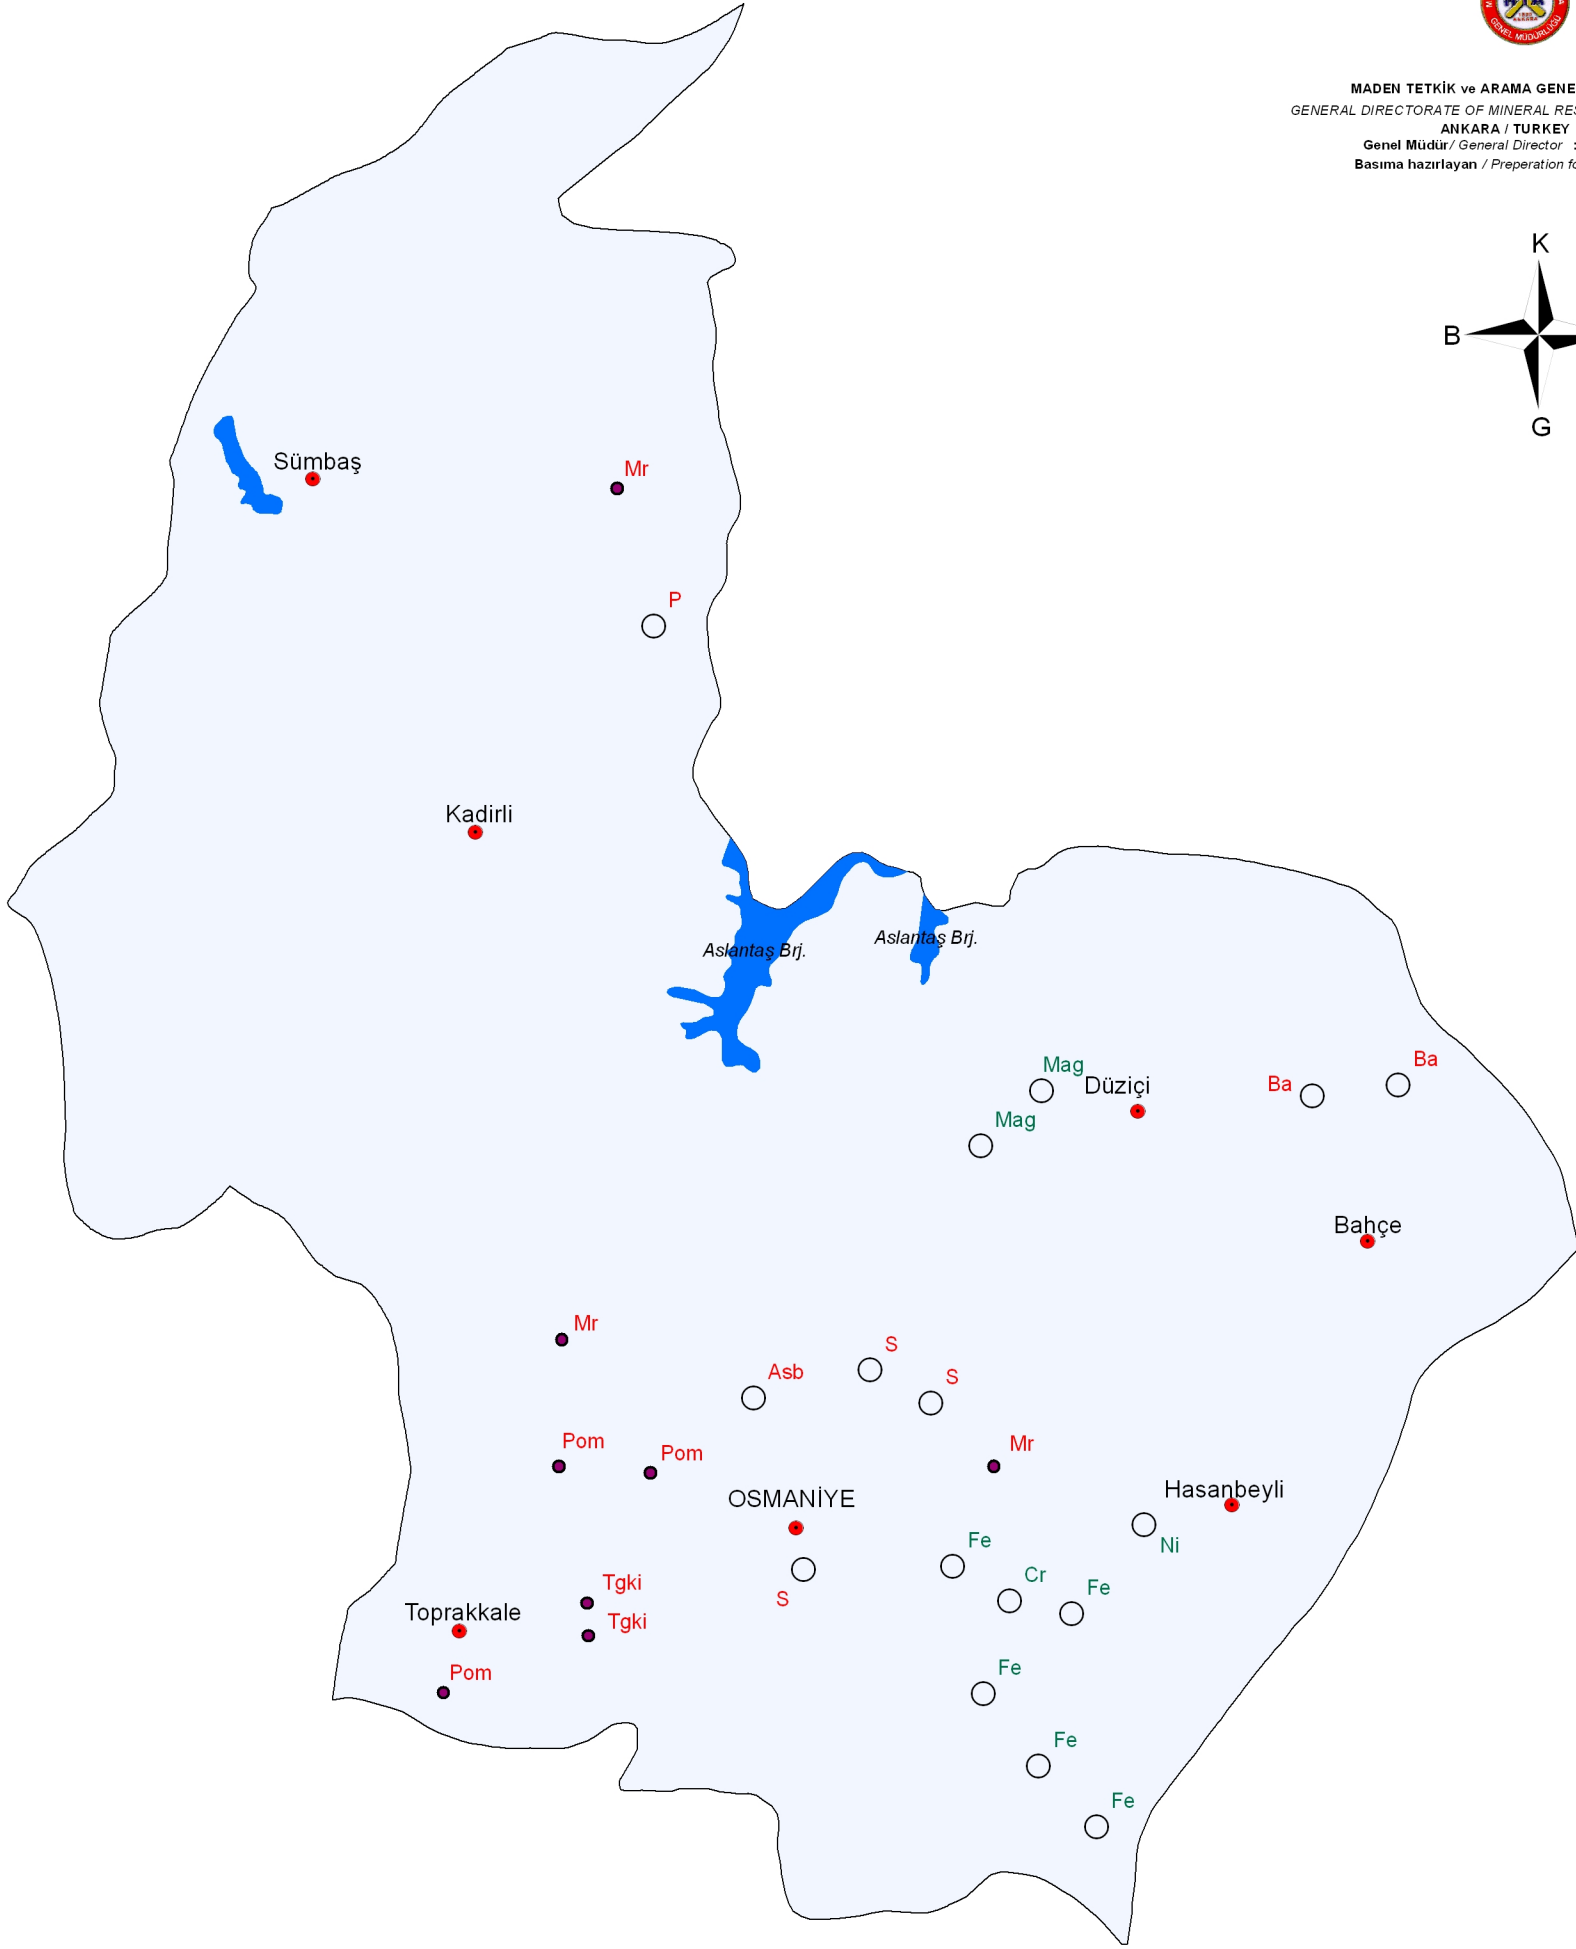 GENEL MÜDÜRLÜĞÜ
MADEN TETKİK ve ARAMA GENE
GENERAL DIRECTORATE OF MINERAL RES
ANKARA / TURKEY
Genel Müdür/ General Director :
Basıma hazırlayan / Preperation fo
K
B
G
Sümbaş
Mr
P
Kadirli
Aslantaş Brj.
Aslantaş Brj.
Mag
Düziçi
Ba
Ba
Mag
Bahçe
Mr
S
Asb
S
Pom
Pom
Mr
OSMANİYE
Hasanbeyli
Fe
Ni
S
Cr
Fe
Tgki
Toprakkale
Tgki
Pom
Fe
Fe
Fe